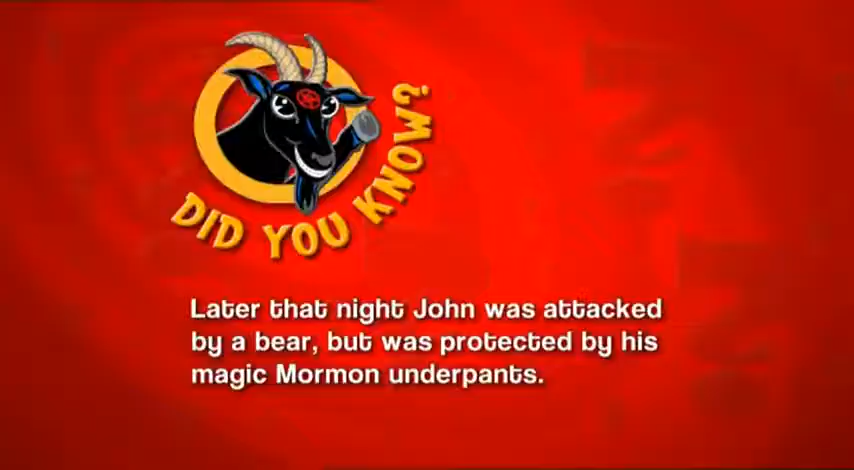 DID YOU KNOW?
Later that night John was attacked
by a bear, but was protected by his
magic Mormon underpants.